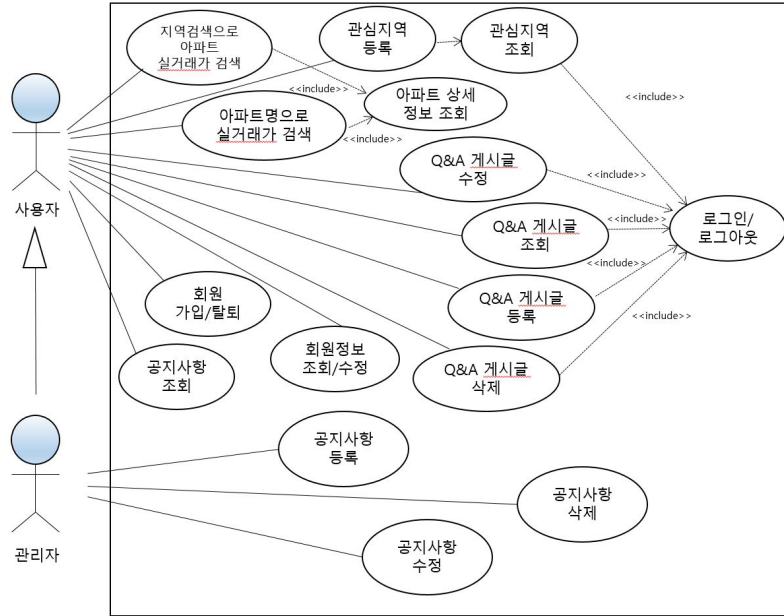 지역검색으로
아파트
실거래가 검색
관심지역
등록
관심지역
조회
<<include>>
<<include>>
아파트 상세
정보 조회
아파트명으로
실거래가 검색
<<include>>
Q&A 게시글
수정
<<include>>
사용자
Q&A 게시글
조회
<<include>>
로그인/
로그아웃
<<include>>
회원
가입/탈퇴
Q&A 게시글
등록
<<include>>
공지사항
조회
회원정보
조회/수정
Q&A 게시글
삭제
공지사항
등록
공지사항
삭제
관리자
공지사항
수정